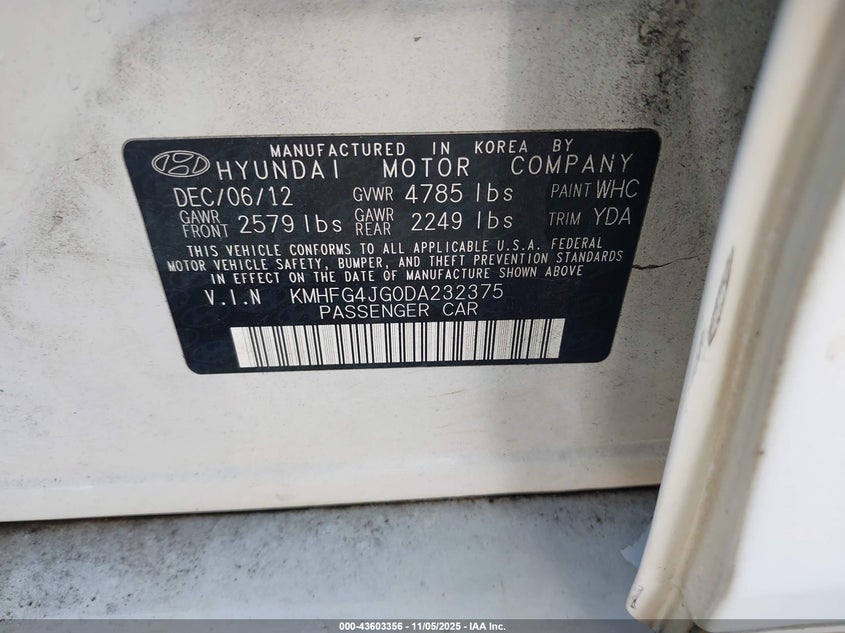 MANUFACTURED IN KOREA BY
HYUNDAI MOTOR COMPANY
DEC/06/12 GVWR 4785 lbs PAINT WHC
GAWR FRONT 2579 lbs GAWR REAR 2249 lbs TRIM YDA
THIS VEHICLE CONFORMS TO ALL APPLICABLE U.S.A. FEDERAL
MOTOR VEHICLE SAFETY, BUMPER, AND THEFT PREVENTION STANDARDS
IN EFFECT ON THE DATE OF MANUFACTURE SHOWN ABOVE
V.I.N KMHFG4JG0DA232375
PASSENGER CAR
000-43603356 - 11/05/2025 - IAA Inc.